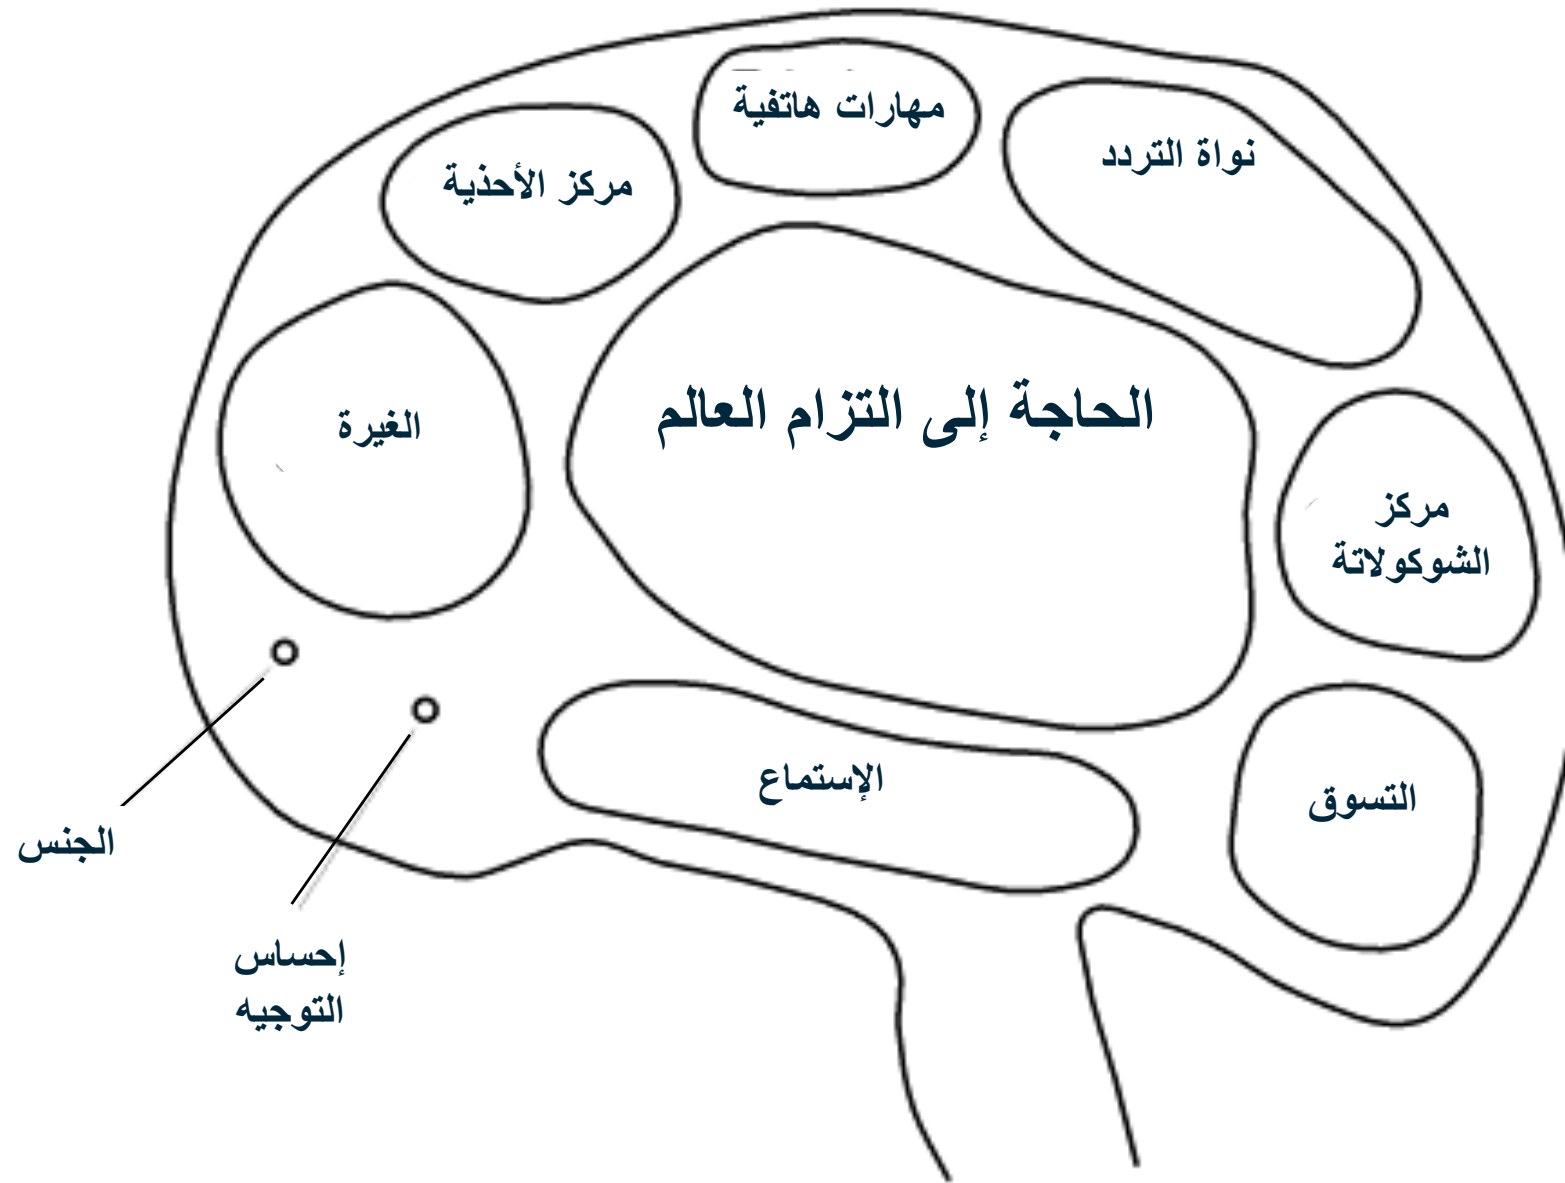 مهارات هاتفية
نواة التردد
مركز الأحذية
الحاجة إلى التزام العالم
الغيرة
مركز
الشوكولاتة
الإستماع
التسوق
الجنس
إحساس
التوجيه